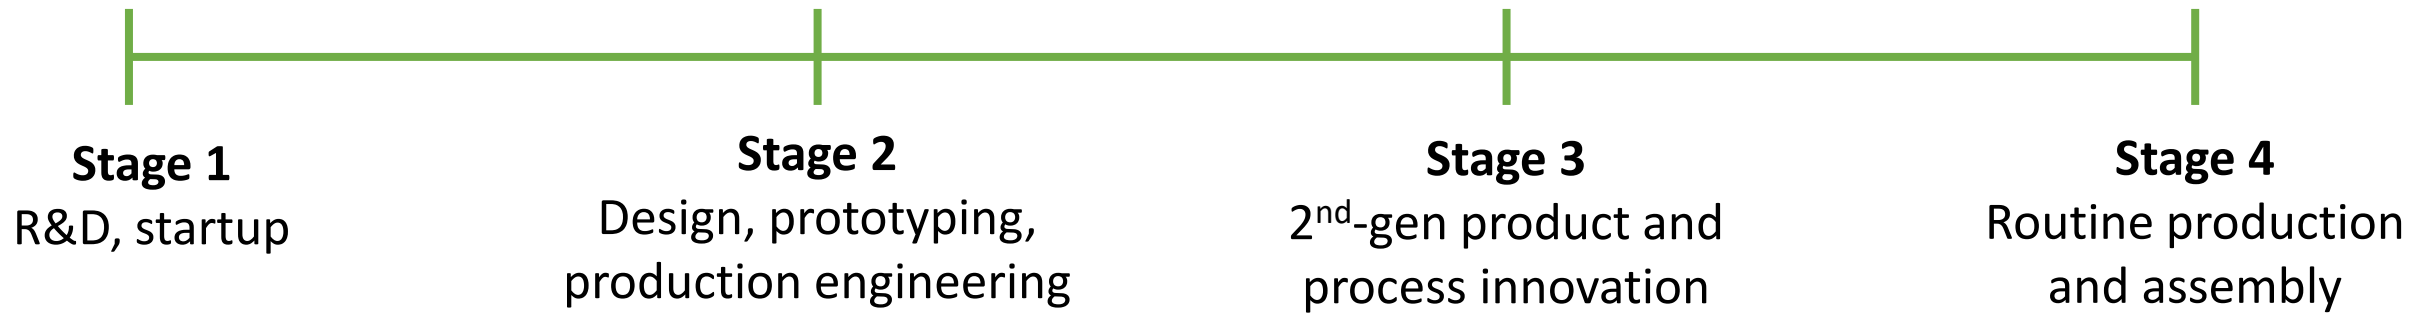 Stage 1
R&D, startup
Stage 2
Design, prototyping,
production engineering
Stage 3
2nd-gen product and
process innovation
Stage 4
Routine production
and assembly